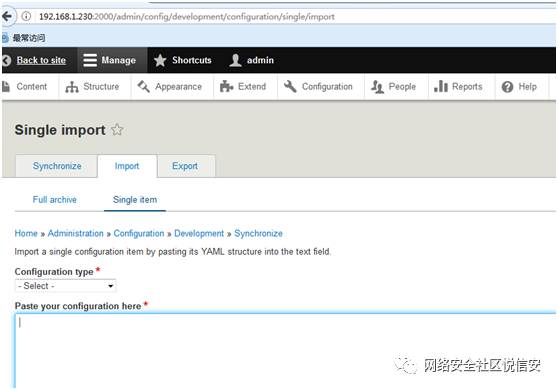 192.168.1.230:2000/admin/config/development/configuration/single/import
最常访问
Back to site Manage Shortcuts admin
Content Structure Appearance Extend Configuration People Reports Help
Single import
Synchronize Import Export
Full archive Single item
Home » Administration » Configuration » Development » Synchronize
Import a single configuration item by pasting its YAML structure into the text field.
Configuration type *
- Select -
Paste your configuration here *
网络安全社区悦信安